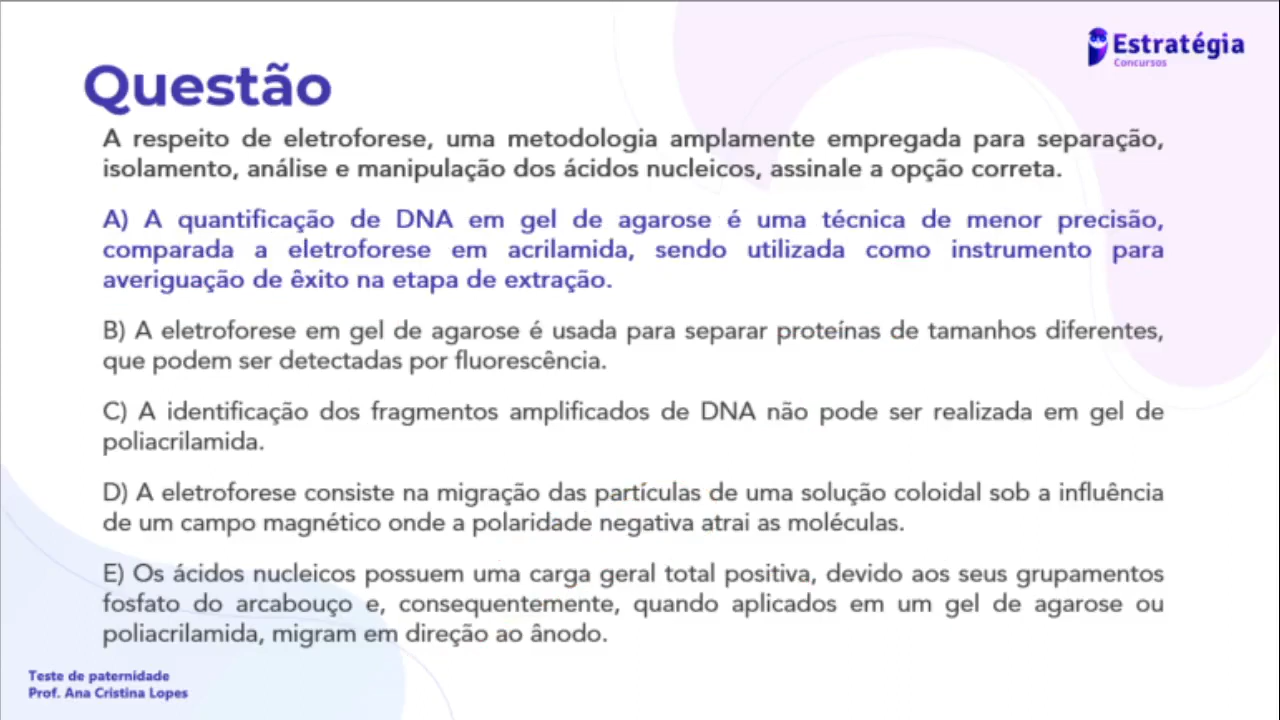 Estratégia
Concursos
Questão
A respeito de eletroforese, uma metodologia amplamente empregada para separação,
isolamento, análise e manipulação dos ácidos nucleicos, assinale a opção correta.
A) A quantificação de DNA em gel de agarose é uma técnica de menor precisão,
comparada a eletroforese em acrilamida, sendo utilizada como instrumento para
averiguação de êxito na etapa de extração.
B) A eletroforese em gel de agarose é usada para separar proteínas de tamanhos diferentes,
que podem ser detectadas por fluorescência.
C) A identificação dos fragmentos amplificados de DNA não pode ser realizada em gel de
poliacrilamida.
D) A eletroforese consiste na migração das partículas de uma solução coloidal sob a influência
de um campo magnético onde a polaridade negativa atrai as moléculas.
E) Os ácidos nucleicos possuem uma carga geral total positiva, devido aos seus grupamentos
fosfato do arcabouço e, consequentemente, quando aplicados em um gel de agarose ou
poliacrilamida, migram em direção ao ânodo.
Teste de paternidade
Prof. Ana Cristina Lopes